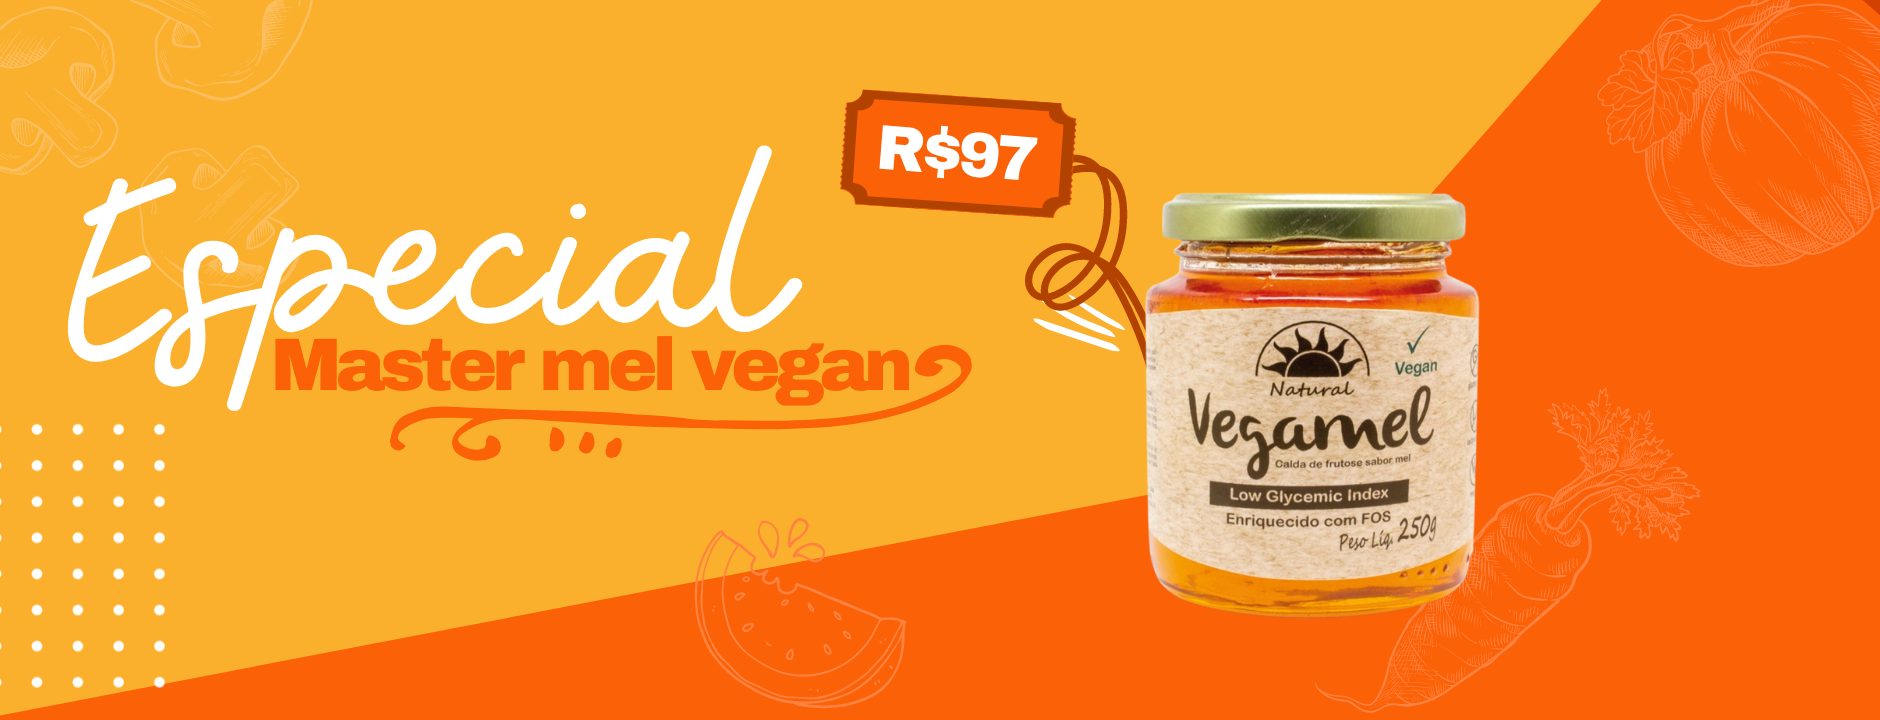 R$97
Especial
Master mel vegan
Vegan
Natural
Vegamel
Calda de frutose sabor mel
Low Glycemic Index
Enriquecido com FOS
Peso Líq. 250g